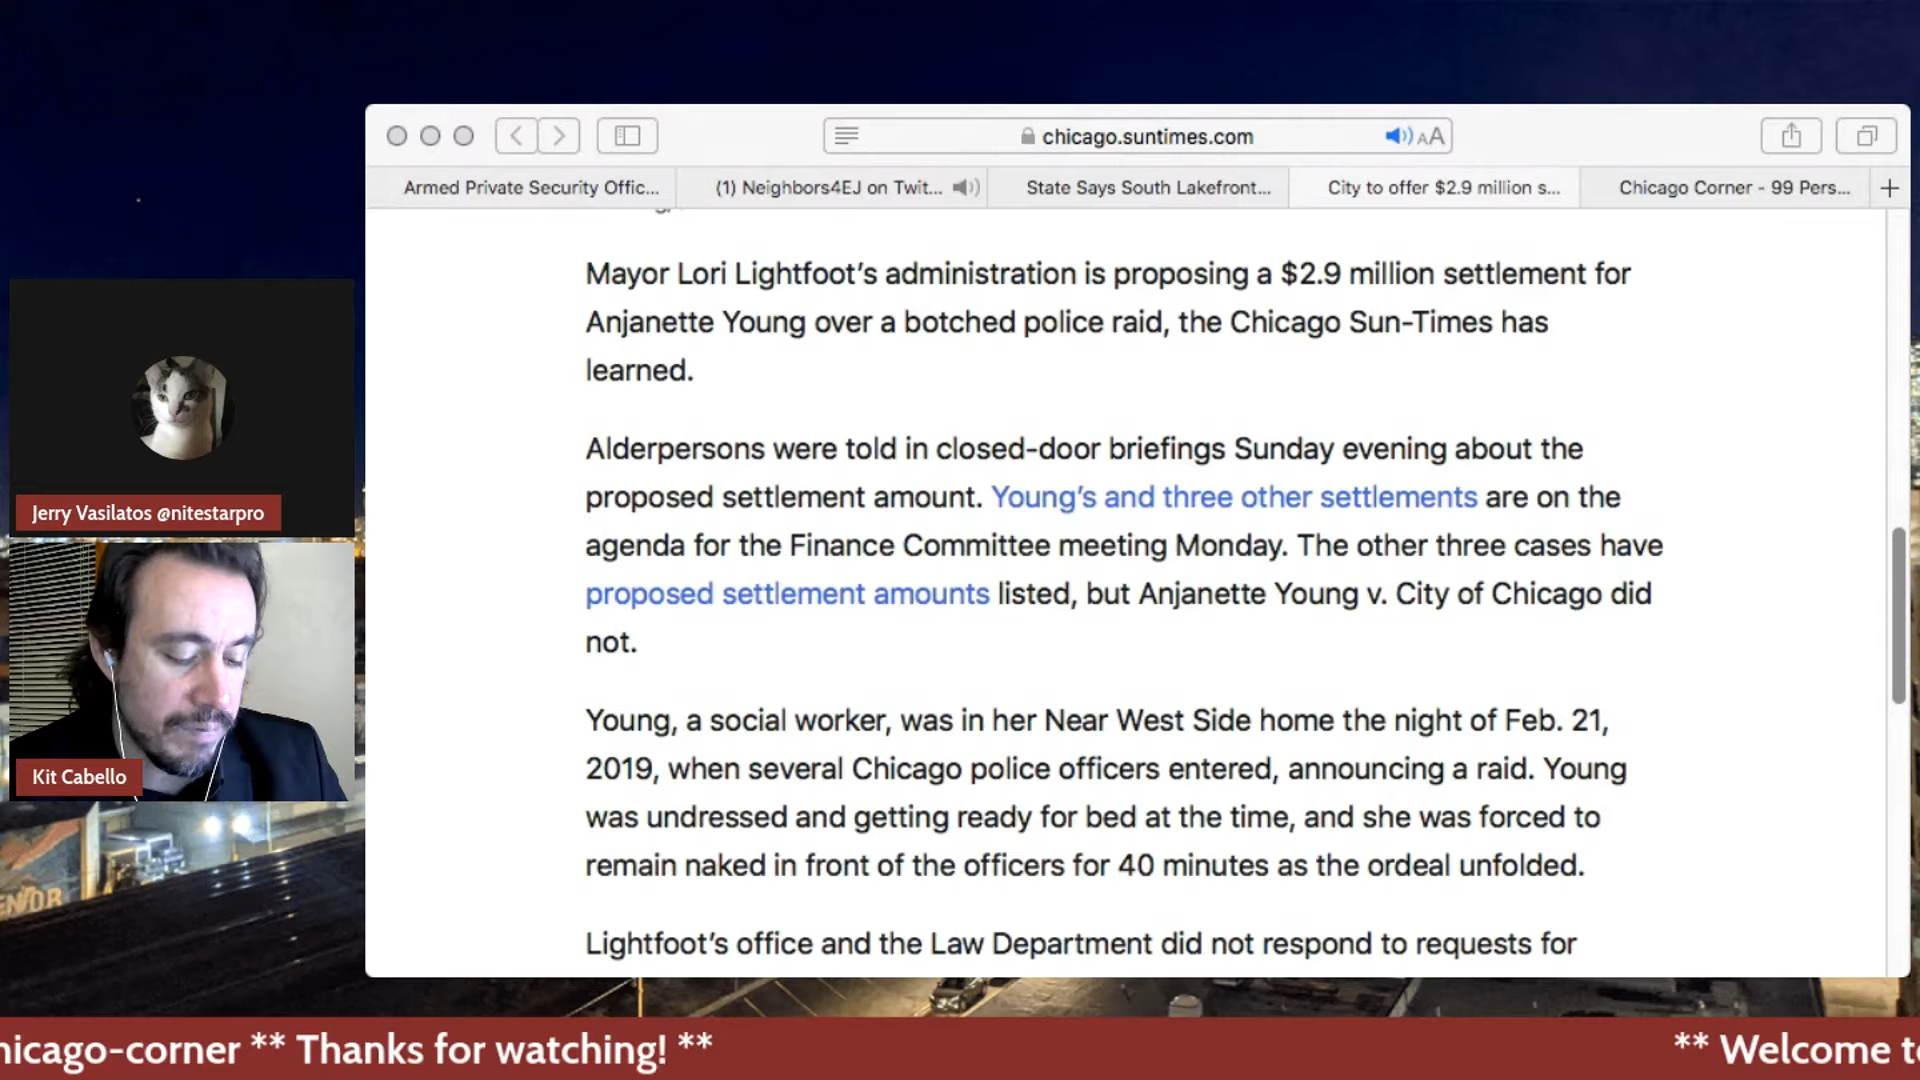 chicago.suntimes.com
AA
Armed Private Security Offic...
(1) Neighbors4EJ on Twit...
State Says South Lakefront...
City to offer $2.9 million s...
Chicago Corner - 99 Pers...
Mayor Lori Lightfoot’s administration is proposing a $2.9 million settlement for
Anjanette Young over a botched police raid, the Chicago Sun-Times has
learned.
Alderpersons were told in closed-door briefings Sunday evening about the
proposed settlement amount. Young’s and three other settlements are on the
agenda for the Finance Committee meeting Monday. The other three cases have
proposed settlement amounts listed, but Anjanette Young v. City of Chicago did
not.
Young, a social worker, was in her Near West Side home the night of Feb. 21,
2019, when several Chicago police officers entered, announcing a raid. Young
was undressed and getting ready for bed at the time, and she was forced to
remain naked in front of the officers for 40 minutes as the ordeal unfolded.
Lightfoot’s office and the Law Department did not respond to requests for
Jerry Vasilatos @nitestarpro
Kit Cabello
hicago-corner ** Thanks for watching! **
** Welcome to